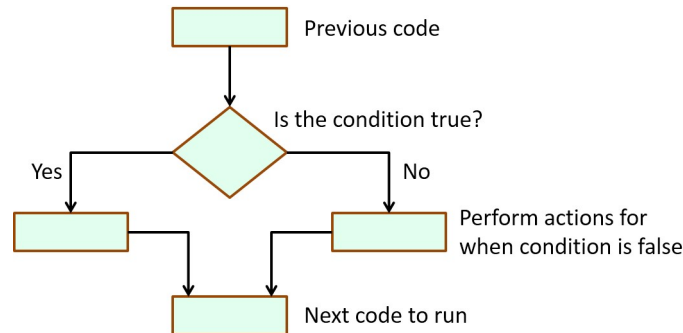 Previous code
Is the condition true?
Yes
No
Perform actions for
when condition is false
Next code to run